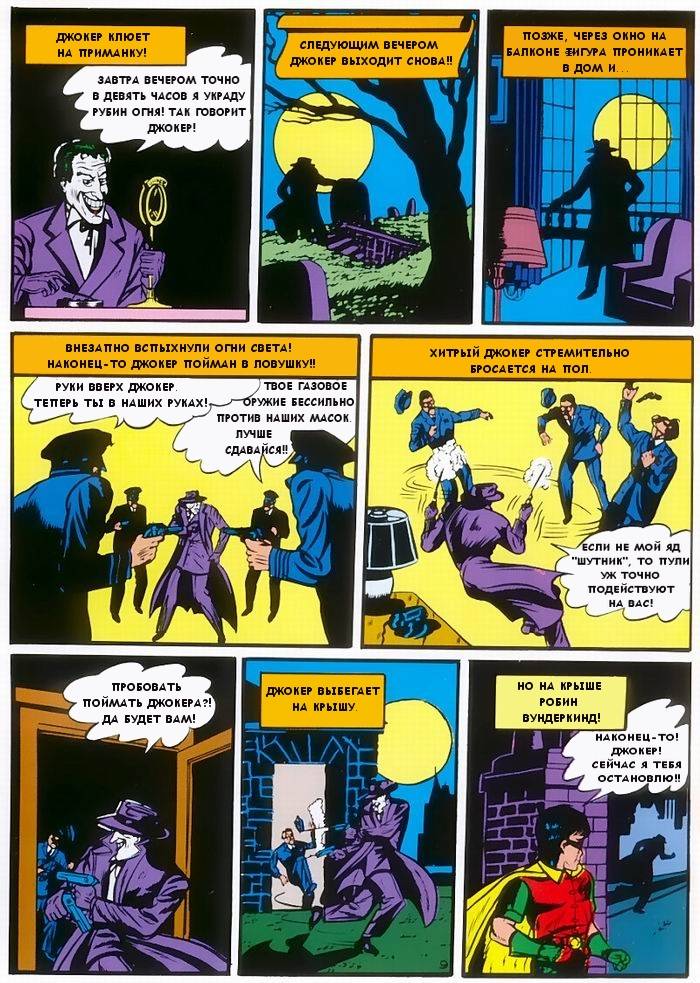 ДЖОКЕР КЛЮЕТ
НА ПРИМАНКУ!
ЗАВТРА ВЕЧЕРОМ ТОЧНО
В ДЕВЯТЬ ЧАСОВ Я УКРАДУ
РУБИН ОГНЯ! ТАК ГОВОРИТ
ДЖОКЕР!
СЛЕДУЮЩИМ ВЕЧЕРОМ
ДЖОКЕР ВЫХОДИТ СНОВА!!
ПОЗЖЕ, ЧЕРЕЗ ОКНО НА
БАЛКОНЕ ФИГУРА ПРОНИКАЕТ
В ДОМ И...
ВНЕЗАПНО ВСПЫХНУЛИ ОГНИ СВЕТА!
НАКОНЕЦ-ТО ДЖОКЕР ПОЙМАН В ЛОВУШКУ!!
РУКИ ВВЕРХ ДЖОКЕР.
ТЕПЕРЬ ТЫ В НАШИХ РУКАХ!
ТВОЕ ГАЗОВОЕ
ОРУЖИЕ БЕССИЛЬНО
ПРОТИВ НАШИХ МАСОК.
ЛУЧШЕ
СДАВАЙСЯ!!
ХИТРЫЙ ДЖОКЕР СТРЕМИТЕЛЬНО
БРОСАЕТСЯ НА ПОЛ.
ЕСЛИ НЕ МОЙ ЯД
"ШУТНИК", ТО ПУЛИ
УЖ ТОЧНО
ПОДЕЙСТВУЮТ
НА ВАС!
ПРОБОВАТЬ
ПОЙМАТЬ ДЖОКЕРА?!
ДА БУДЕТ ВАМ!
ДЖОКЕР ВЫБЕГАЕТ
НА КРЫШУ.
9
НО НА КРЫШЕ
РОБИН
ВУНДЕРКИНД!
НАКОНЕЦ-ТО!
ДЖОКЕР!
СЕЙЧАС Я ТЕБЯ
ОСТАНОВЛЮ!!